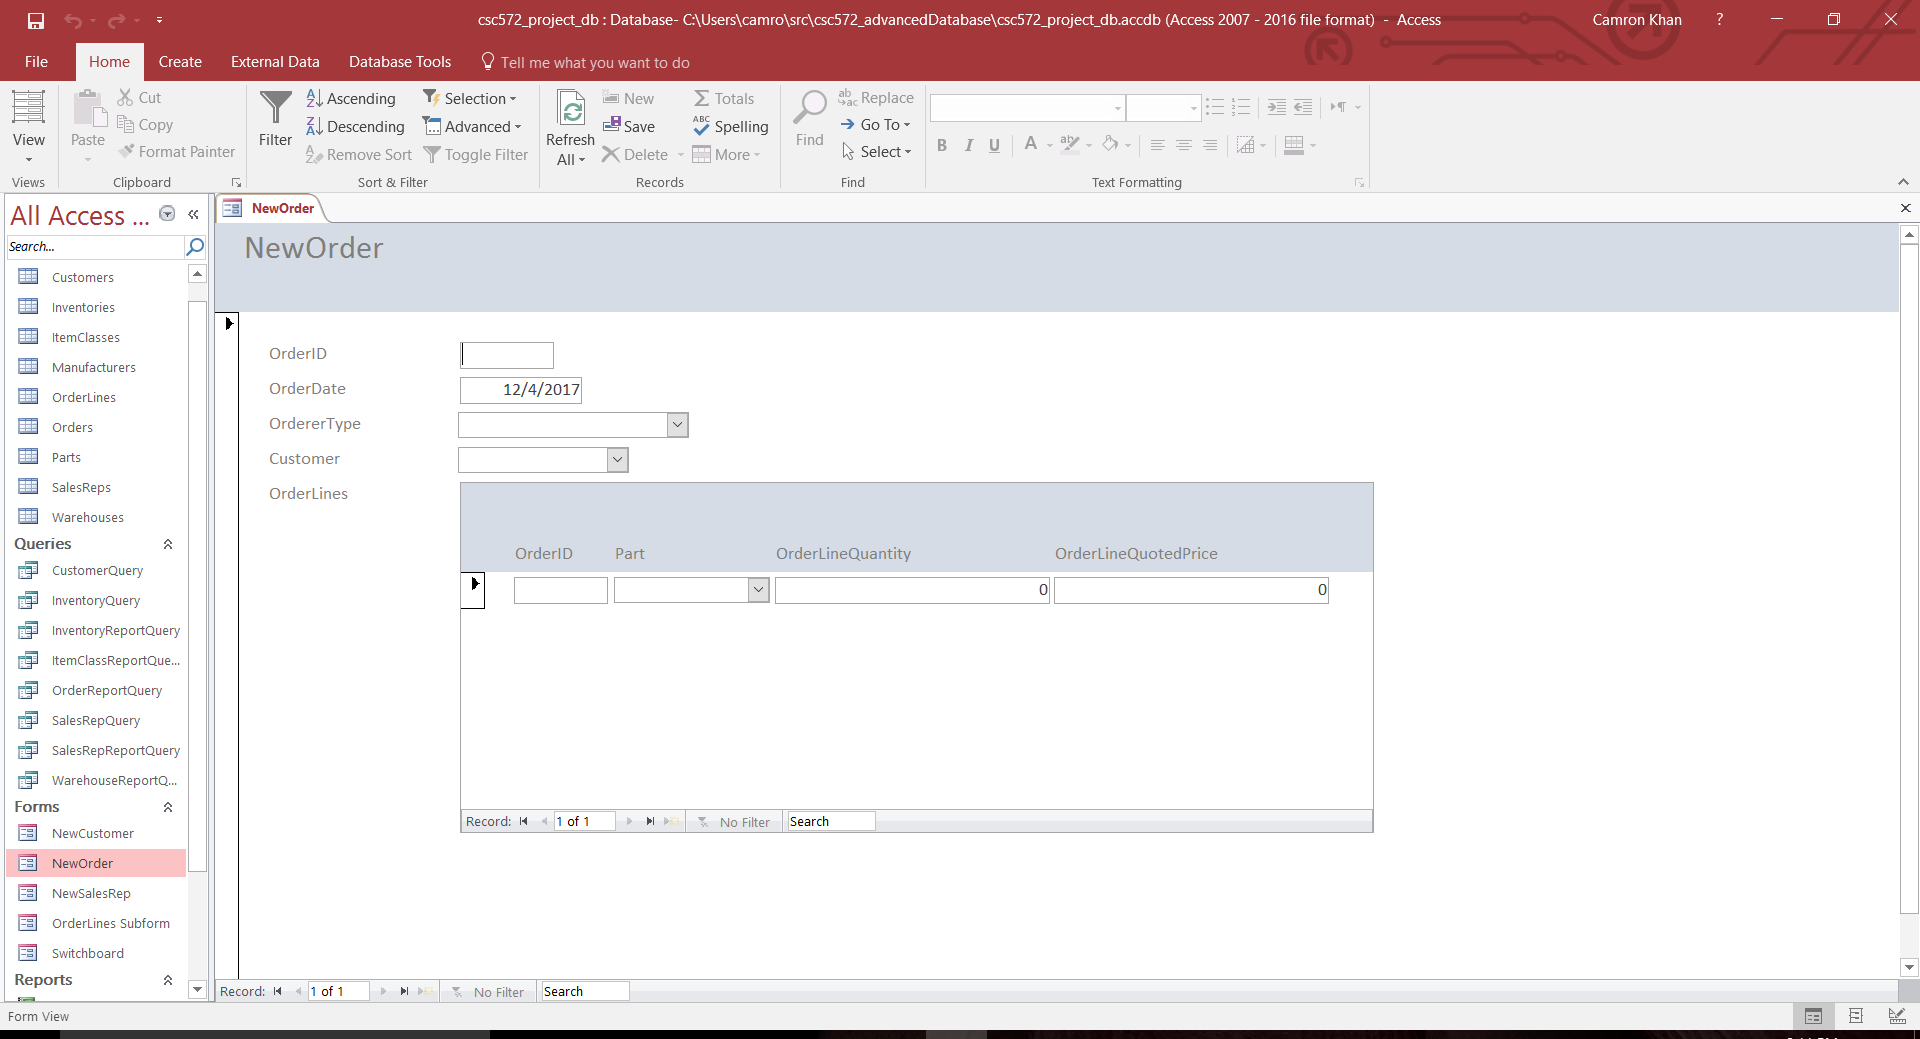 csc572_project_db : Database- C:\Users\camro\src\csc572_advancedDatabase\csc572_project_db.accdb (Access 2007 - 2016 file format) - Access
Camron Khan
?
File Home Create External Data Database Tools Tell me what you want to do
View
Views
Paste
Cut
Copy
Format Painter
Clipboard
Filter
Ascending
Descending
Remove Sort
Selection
Advanced
Toggle Filter
Sort & Filter
Refresh All
New
Save
Delete
Totals
Spelling
More
Records
Find
Replace
Go To
Select
Find
B I U A
Text Formatting
All Access ...
Search...
Customers
Inventories
ItemClasses
Manufacturers
OrderLines
Orders
Parts
SalesReps
Warehouses
Queries
CustomerQuery
InventoryQuery
InventoryReportQuery
ItemClassReportQue...
OrderReportQuery
SalesRepQuery
SalesRepReportQuery
WarehouseReportQ...
Forms
NewCustomer
NewOrder
NewSalesRep
OrderLines Subform
Switchboard
Reports
NewOrder
NewOrder
OrderID
OrderDate 12/4/2017
OrdererType
Customer
OrderLines
OrderID Part OrderLineQuantity OrderLineQuotedPrice
0 0
Record: 1 of 1 No Filter Search
Record: 1 of 1 No Filter Search
Form View